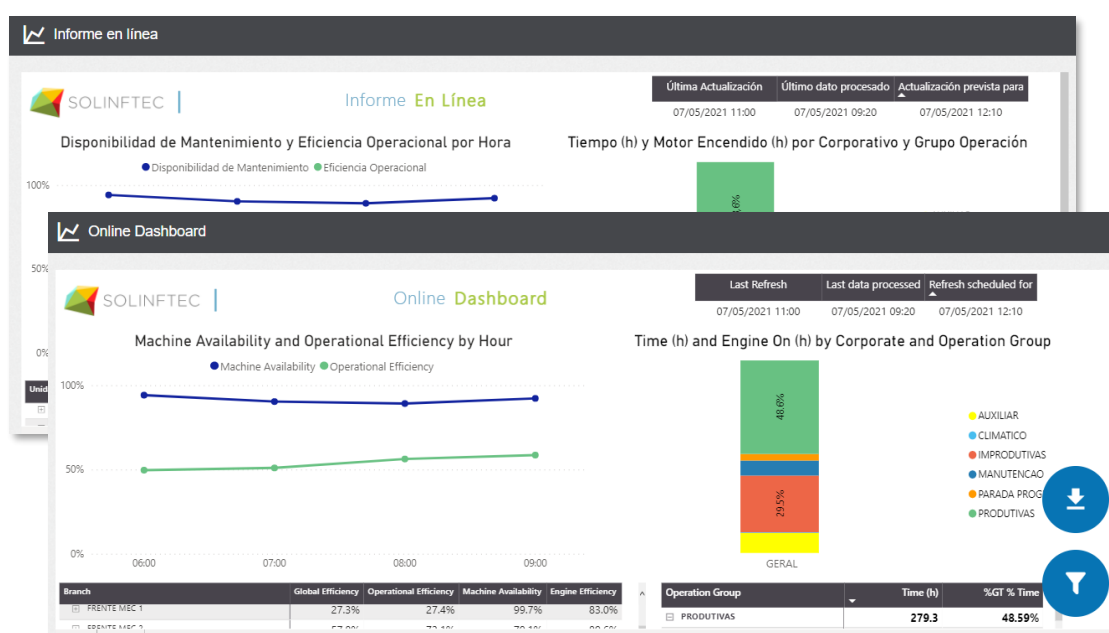 Informe en línea
SOLINFTEC
Informe En Línea
Última Actualización Último dato procesado Actualización prevista para
07/05/2021 11:00 07/05/2021 09:20 07/05/2021 12:10
Disponibilidad de Mantenimiento y Eficiencia Operacional por Hora
Tiempo (h) y Motor Encendido (h) por Corporativo y Grupo Operación
Disponibilidad de Mantenimiento Eficiencia Operacional
100%
50%
0%
Online Dashboard
SOLINFTEC
Online Dashboard
Last Refresh Last data processed Refresh scheduled for
07/05/2021 11:00 07/05/2021 09:20 07/05/2021 12:10
Machine Availability and Operational Efficiency by Hour
Time (h) and Engine On (h) by Corporate and Operation Group
Machine Availability Operational Efficiency
100%
50%
0%
06:00 07:00 08:00 09:00
48.6%
29.5%
GERAL
AUXILIAR
CLIMATICO
IMPRODUTIVAS
MANUTENCAO
PARADA PROG
PRODUTIVAS
Branch Global Efficiency Operational Efficiency Machine Availability Engine Efficiency
FRENTE MEC 1 27.3% 27.4% 99.7% 83.0%
Operation Group Time (h) %GT % Time
PRODUTIVAS 279.3 48.59%